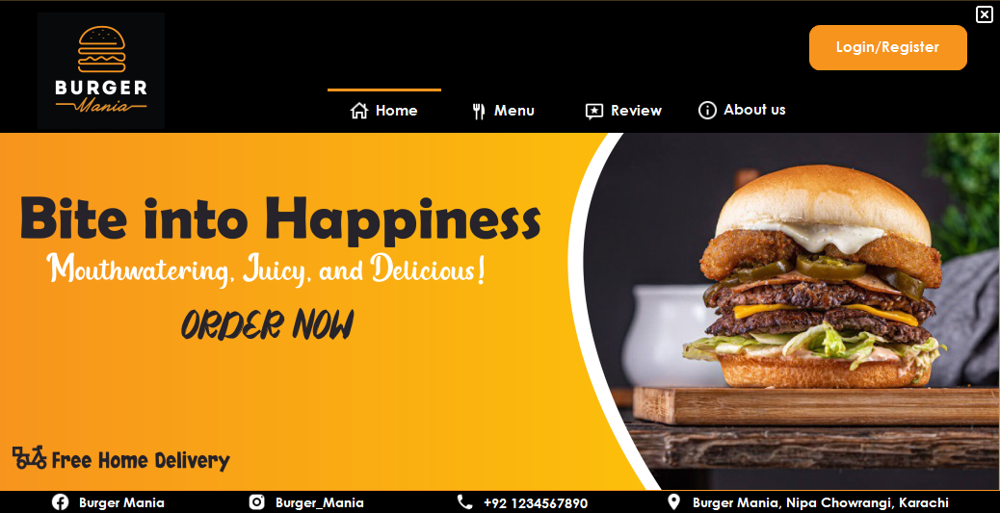 BURGER
Mania
Login/Register
Home
Menu
Review
About us
Bite into Happiness
Mouthwatering, Juicy, and Delicious!
ORDER NOW
Free Home Delivery
Burger Mania
Burger_Mania
+92 1234567890
Burger Mania, Nipa Chowrangi, Karachi